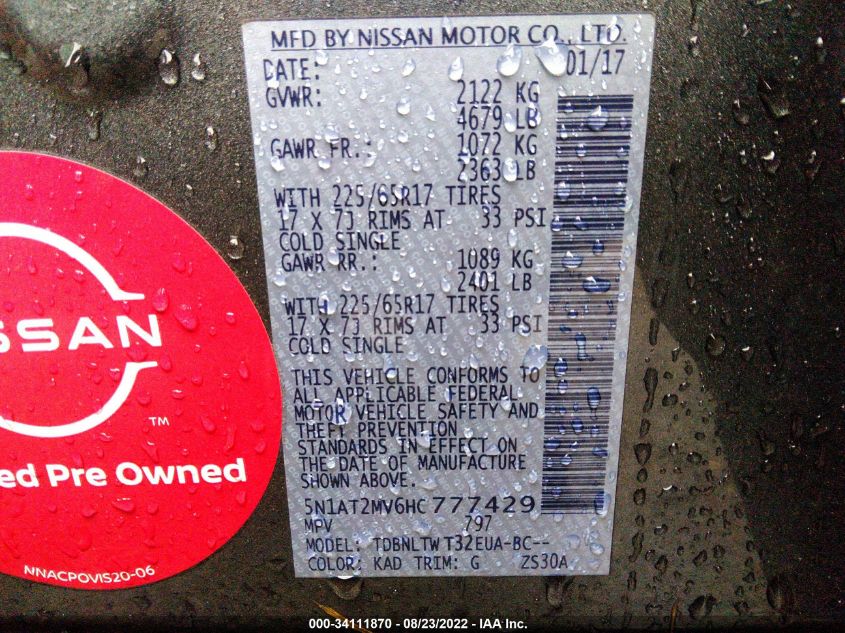 MFD BY NISSAN MOTOR CO., LTD.
DATE: 01/17
GVWR: 2122 KG
4679 LB
GAWR FR.: 1072 KG
2363 LB
WITH 225/65R17 TIRES
17 X 7J RIMS AT 33 PSI
COLD SINGLE
GAWR RR.: 1089 KG
2401 LB
WITH 225/65R17 TIRES
17 X 7J RIMS AT 33 PSI
COLD SINGLE
THIS VEHICLE CONFORMS TO
ALL APPLICABLE FEDERAL
MOTOR VEHICLE SAFETY AND
THEFT PREVENTION
STANDARDS IN EFFECT ON
THE DATE OF MANUFACTURE
SHOWN ABOVE.
5N1AT2MV6HC777429
MPV 797
MODEL: TDBNLTW T32EUA-BC--
COLOR: KAD TRIM: G ZS30A
SSAN
TM
ed Pre Owned
NNACPOVIS20-06
000-34111870 - 08/23/2022 - IAA Inc.